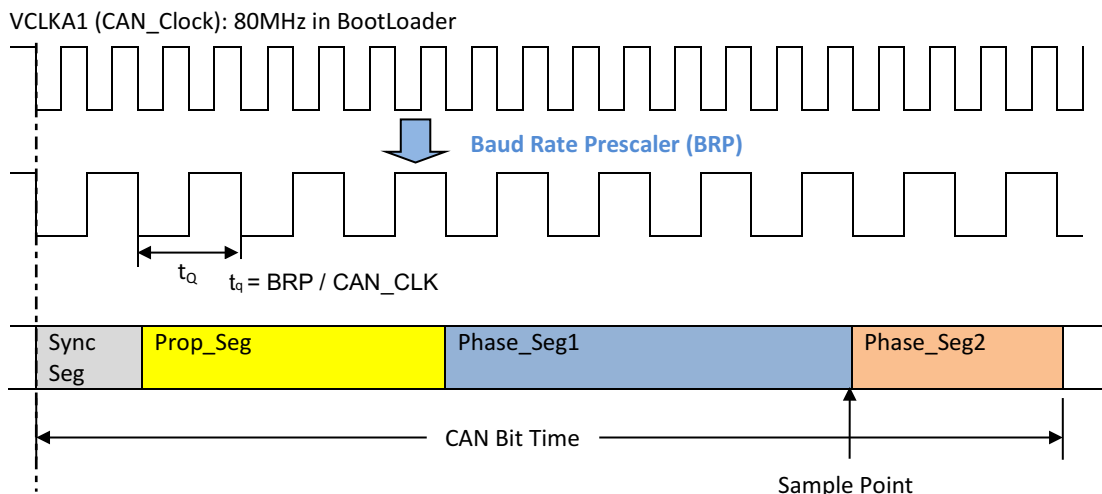 VCLKA1 (CAN_Clock): 80MHz in BootLoader
Baud Rate Prescaler (BRP)
tQ
tq = BRP / CAN_CLK
Sync
Seg
Prop_Seg
Phase_Seg1
Phase_Seg2
CAN Bit Time
Sample Point